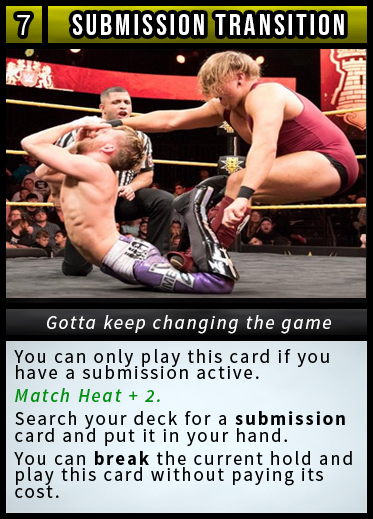 7 SUBMISSION TRANSITION
Gotta keep changing the game
You can only play this card if you
have a submission active.
Match Heat + 2.
Search your deck for a submission
card and put it in your hand.
You can break the current hold and
play this card without paying its
cost.